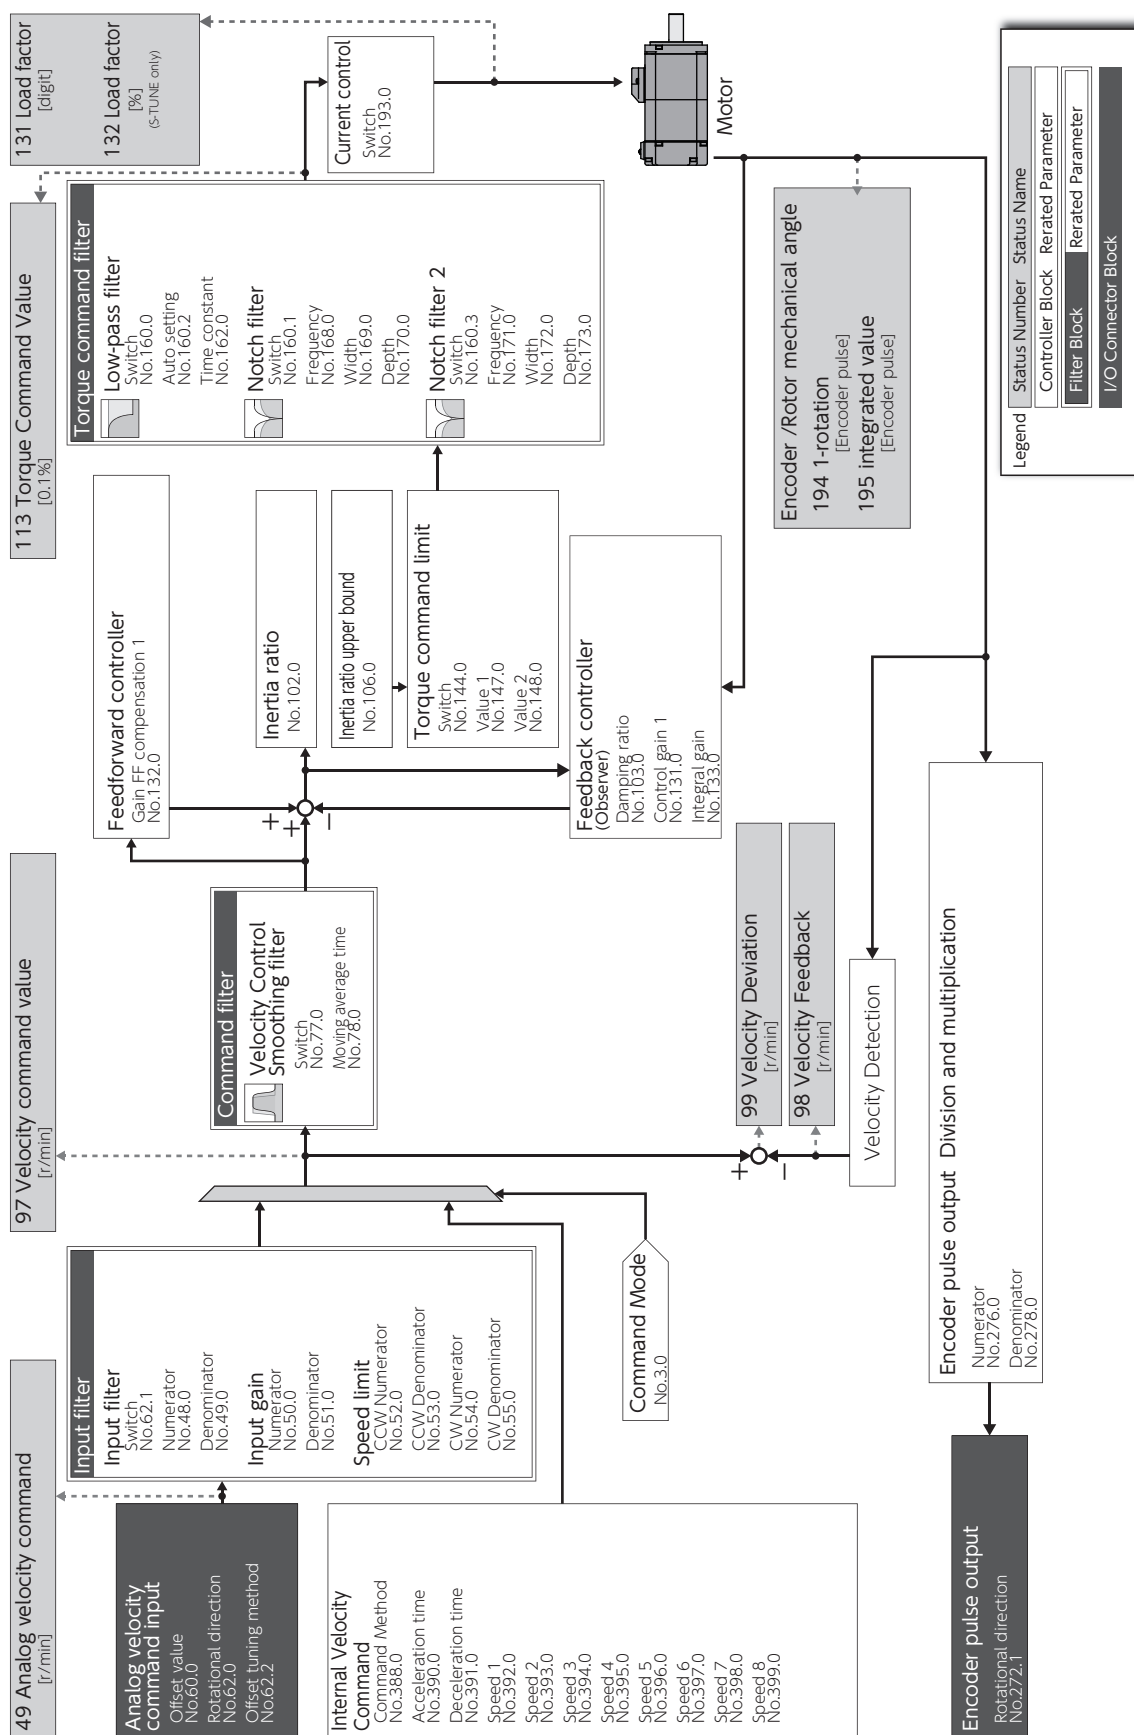 49 Analog velocity command
[r/min]
97 Velocity command value
[r/min]
113 Torque Command Value
[0.1%]
131 Load factor
[digit]
132 Load factor
[%]
(S-TUNE only)
Analog velocity
command input
Offset value
No.60.0
Rotational direction
No.62.0
Offset tuning method
No.62.2
Input filter
Input filter
Switch
No.62.1
Numerator
No.48.0
Denominator
No.49.0
Input gain
Numerator
No.50.0
Denominator
No.51.0
Speed limit
CCW Numerator
No.52.0
CCW Denominator
No.53.0
CW Numerator
No.54.0
CW Denominator
No.55.0
Internal Velocity
Command
Command Method
No.388.0
Acceleration time
No.390.0
Deceleration time
No.391.0
Speed 1
No.392.0
Speed 2
No.393.0
Speed 3
No.394.0
Speed 4
No.395.0
Speed 5
No.396.0
Speed 6
No.397.0
Speed 7
No.398.0
Speed 8
No.399.0
Command Mode
No.3.0
Command filter
Velocity Control
Smoothing filter
Switch
No.77.0
Moving average time
No.78.0
Feedforward controller
Gain FF compensation 1
No.132.0
+
+
−
Inertia ratio
No.102.0
Inertia ratio upper bound
No.106.0
Torque command limit
Switch
No.144.0
Value 1
No.147.0
Value 2
No.148.0
Feedback controller
(Observer)
Damping ratio
No.103.0
Control gain 1
No.131.0
Integral gain
No.133.0
Torque command filter
Low-pass filter
Switch
No.160.0
Auto setting
No.160.2
Time constant
No.162.0
Notch filter
Switch
No.160.1
Frequency
No.168.0
Width
No.169.0
Depth
No.170.0
Notch filter 2
Switch
No.160.3
Frequency
No.171.0
Width
No.172.0
Depth
No.173.0
Current control
Switch
No.193.0
Motor
+
−
99 Velocity Deviation
[r/min]
98 Velocity Feedback
[r/min]
Velocity Detection
Encoder /Rotor mechanical angle
194 1-rotation
[Encoder pulse]
195 integrated value
[Encoder pulse]
Encoder pulse output
Rotational direction
No.272.1
Encoder pulse output Division and multiplication
Numerator
No.276.0
Denominator
No.278.0
Legend
Status Number Status Name
Controller Block Rerated Parameter
Filter Block Rerated Parameter
I/O Connector Block